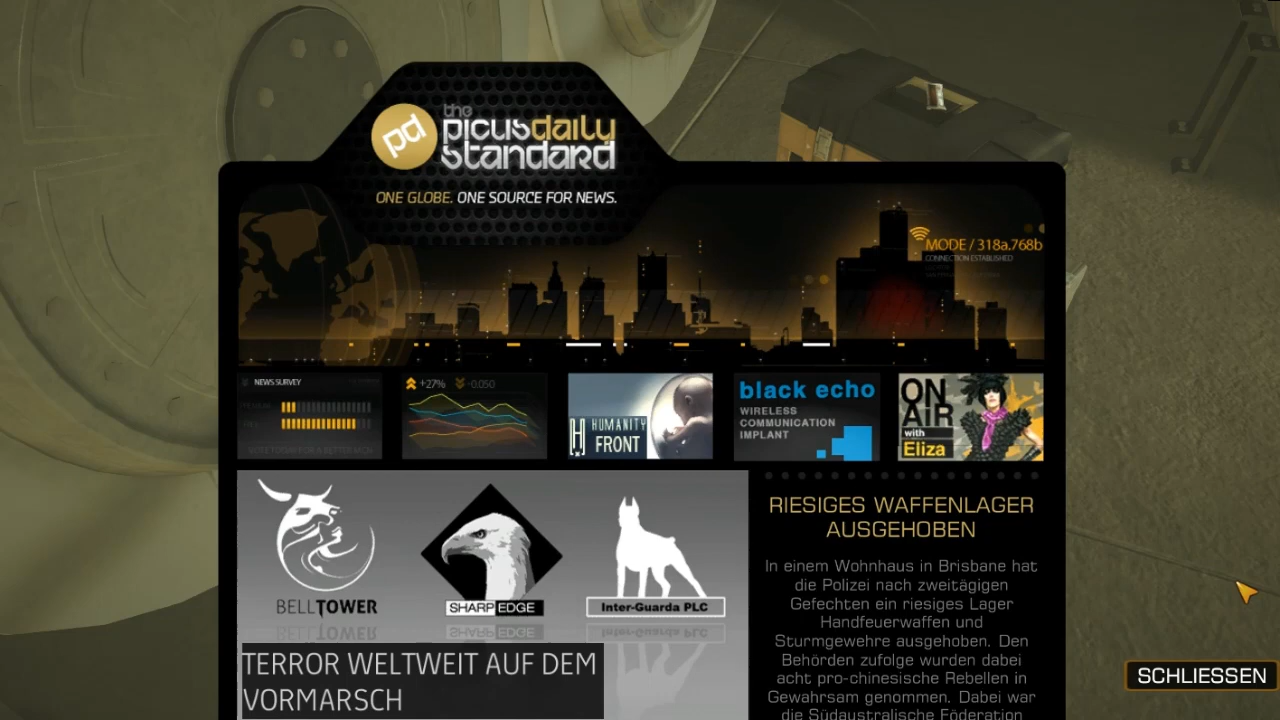 the
picusdaily
standard
pd
ONE GLOBE. ONE SOURCE FOR NEWS.
MODE / 318a.768b
CONNECTION ESTABLISHED
NEWS SURVEY
+27%
-0.050
H HUMANITY
FRONT
black echo
WIRELESS
COMMUNICATION
IMPLANT
ON
AIR
with
Eliza
BELLTOWER
SHARP EDGE
Inter-Guarda PLC
TERROR WELTWEIT AUF DEM
VORMARSCH
RIESIGES WAFFENLAGER
AUSGEHOBEN
In einem Wohnhaus in Brisbane hat
die Polizei nach zweitägigen
Gefechten ein riesiges Lager
Handfeuerwaffen und
Sturmgewehre ausgehoben. Den
Behörden zufolge wurden dabei
acht pro-chinesische Rebellen in
Gewahrsam genommen. Dabei war
die Südaustralische Föderation
SCHLIESSEN